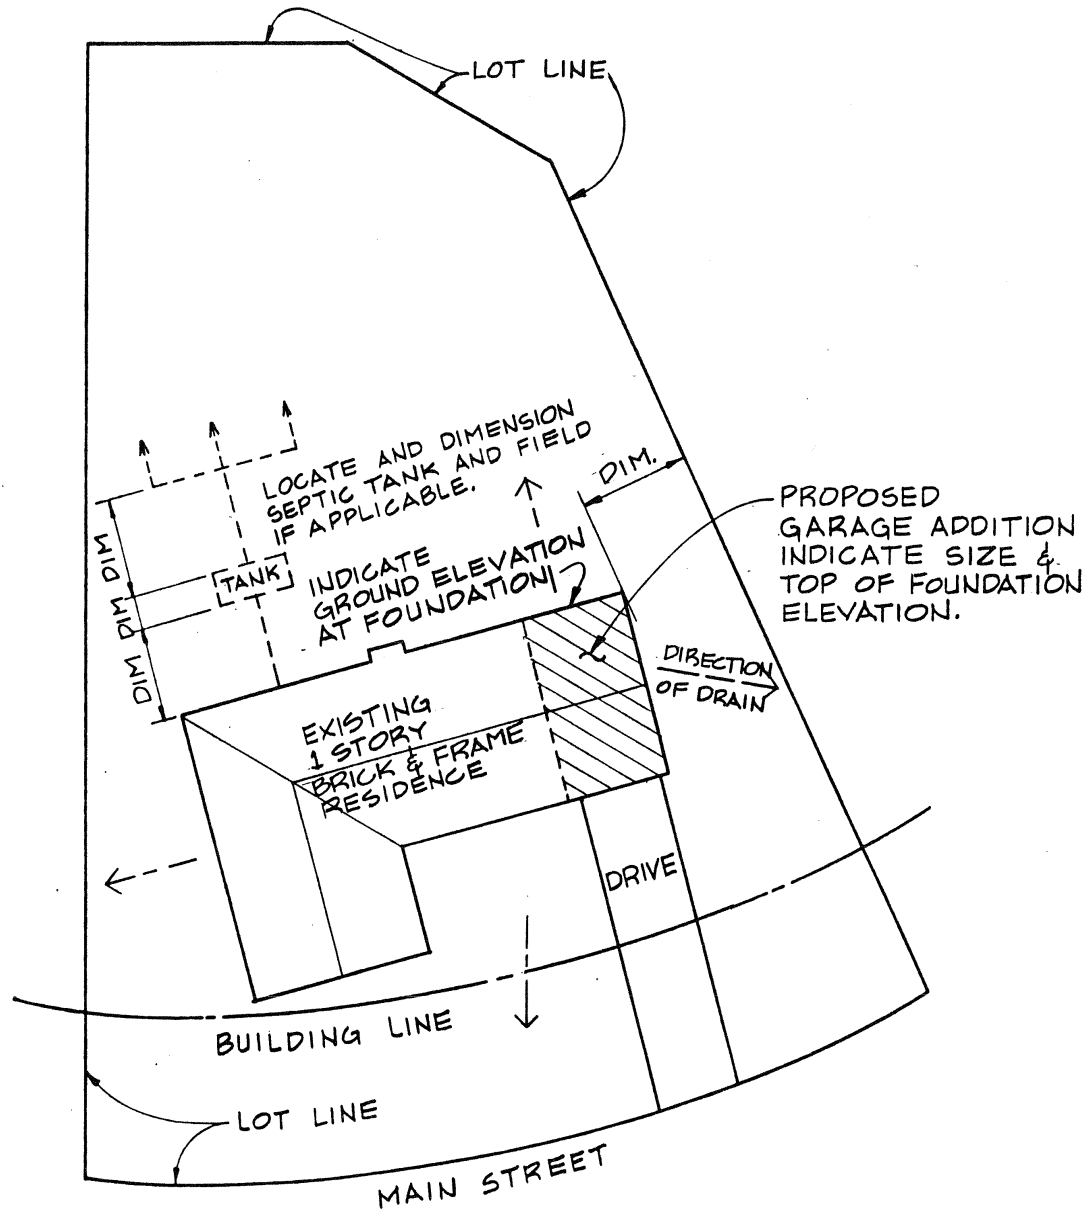 LOT LINE
LOCATE AND DIMENSION
SEPTIC TANK AND FIELD
IF APPLICABLE.
DIM.
PROPOSED
GARAGE ADDITION
INDICATE SIZE &
TOP OF FOUNDATION
ELEVATION.
DIM
TANK
DIM
DIM
INDICATE
GROUND ELEVATION
AT FOUNDATION
DIRECTION
OF DRAIN
EXISTING
1 STORY
BRICK & FRAME
RESIDENCE
DRIVE
BUILDING LINE
LOT LINE
MAIN STREET